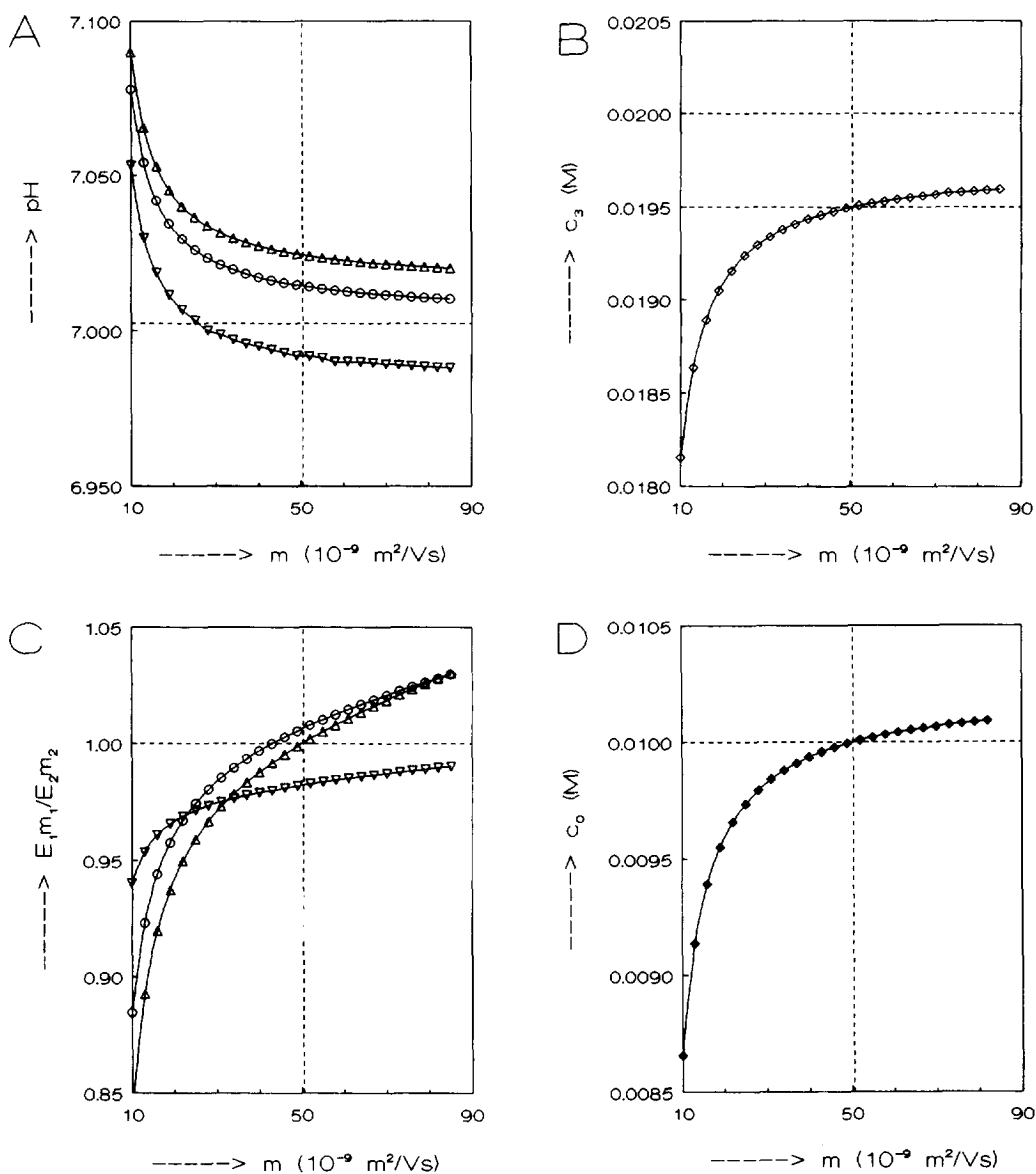 A
7.100
7.050
7.000
6.950
-----> pH
10
50
90
-----> m (10⁻⁹ m²/Vs)
B
0.0205
0.0200
0.0195
0.0190
0.0185
0.0180
-----> c₃ (M)
10
50
90
-----> m (10⁻⁹ m²/Vs)
C
1.05
1.00
0.95
0.90
0.85
-----> E₁m₁/E₂m₂
10
50
90
-----> m (10⁻⁹ m²/Vs)
D
0.0105
0.0100
0.0095
0.0090
0.0085
-----> c₀ (M)
10
50
90
-----> m (10⁻⁹ m²/Vs)